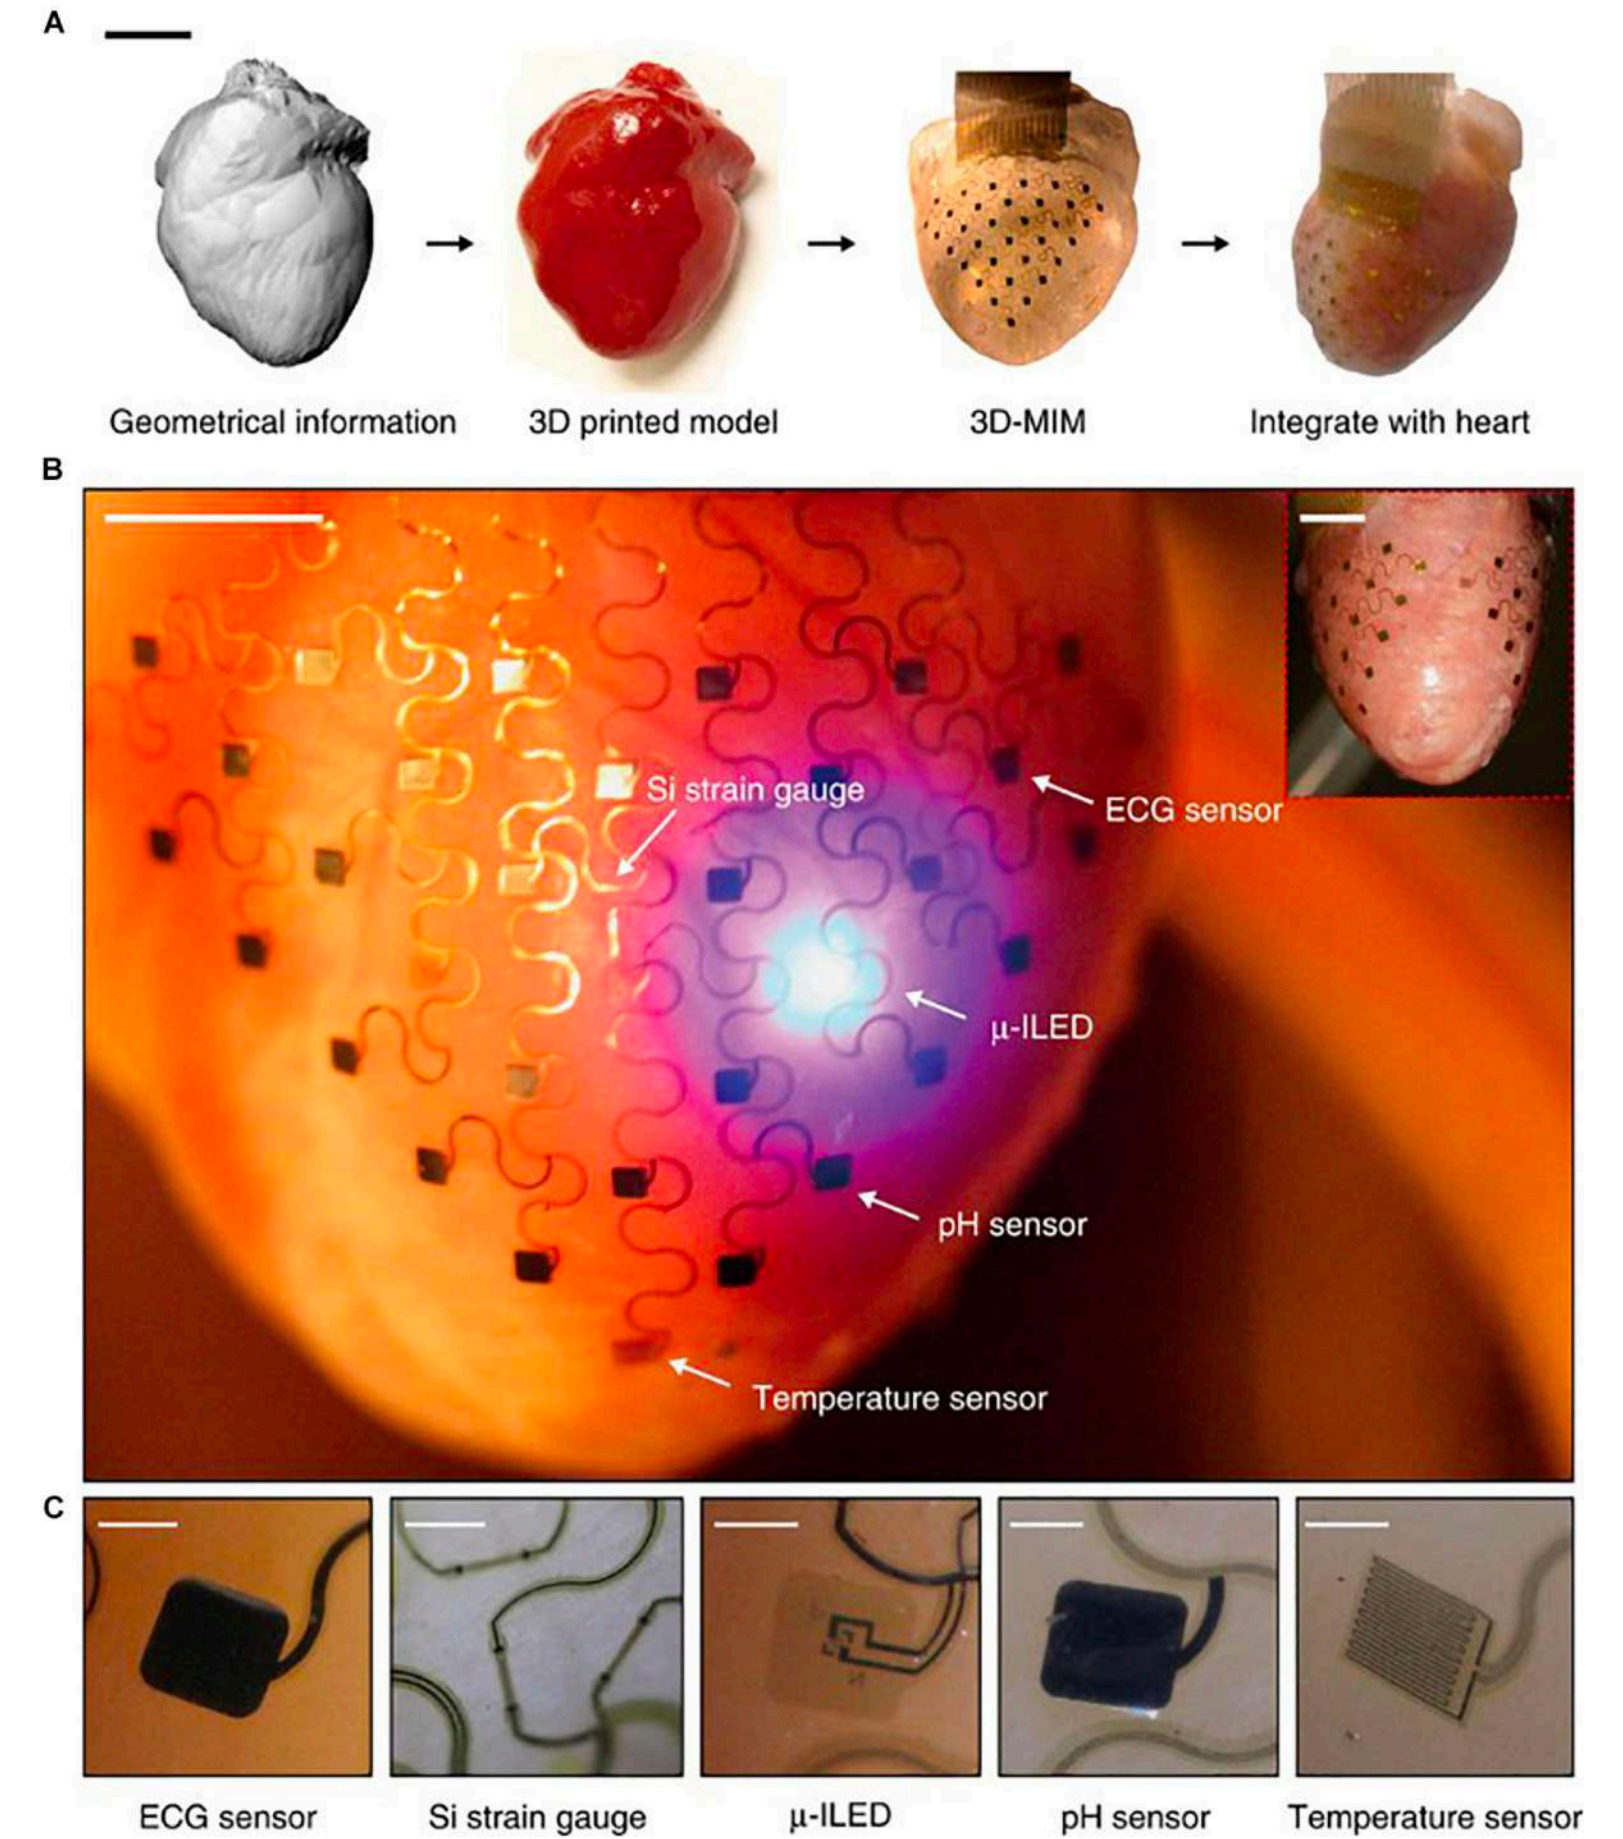 A
Geometrical information
3D printed model
3D-MIM
Integrate with heart
B
Si strain gauge
ECG sensor
μ-ILED
pH sensor
Temperature sensor
C
ECG sensor
Si strain gauge
μ-ILED
pH sensor
Temperature sensor